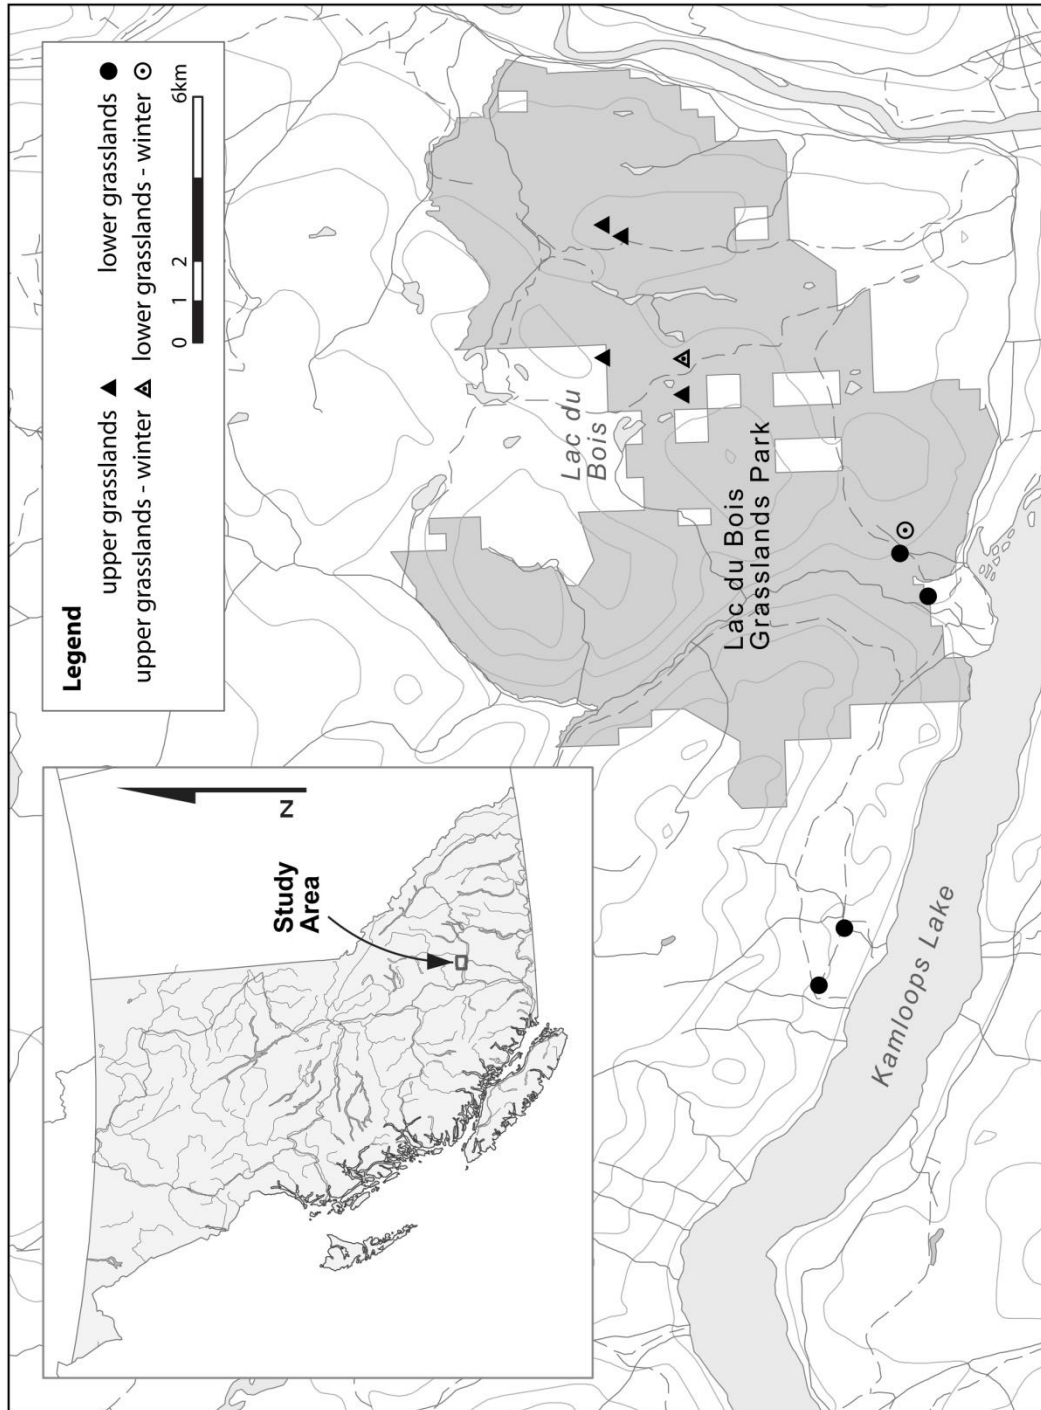 Legend
upper grasslands
lower grasslands
upper grasslands - winter
lower grasslands - winter
0 1 2 6km
N
Study
Area
Lac du
Bois
Lac du Bois
Grasslands Park
Kamloops Lake